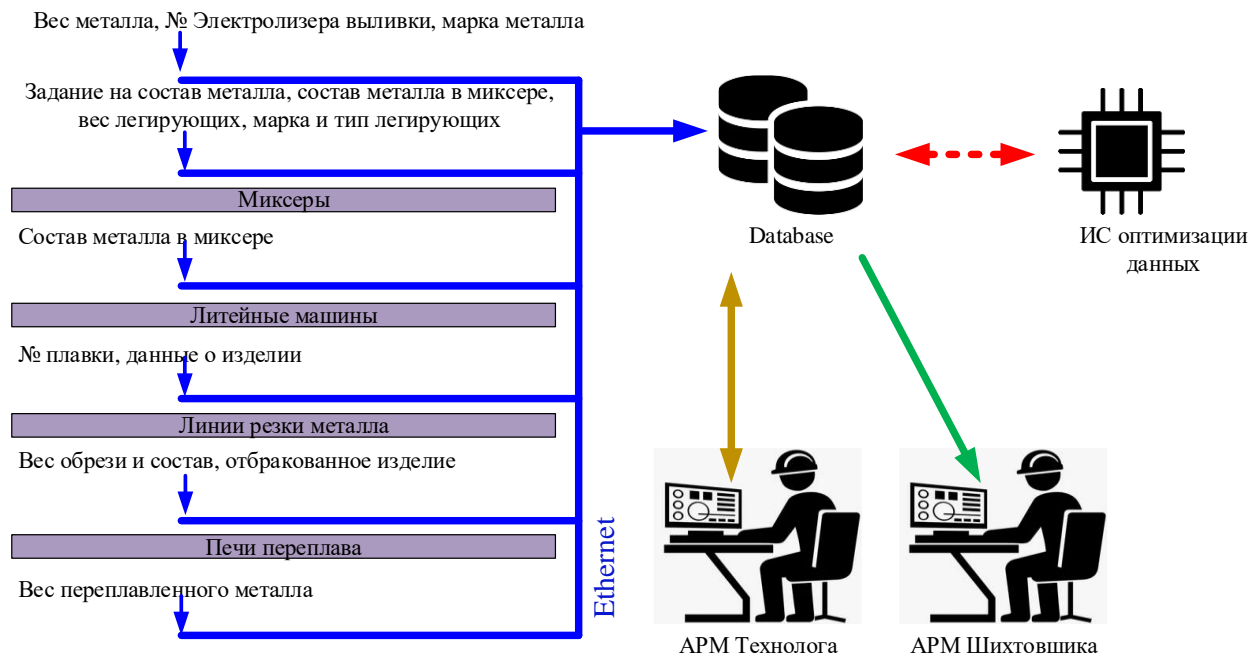 Вес металла, № Электролизера выливки, марка металла
Задание на состав металла, состав металла в миксере,
вес легирующих, марка и тип легирующих
Миксеры
Состав металла в миксере
Литейные машины
№ плавки, данные о изделии
Линии резки металла
Вес обрези и состав, отбракованное изделие
Печи переплава
Вес переплавленного металла
Ethernet
Database
ИС оптимизации
данных
АРМ Технолога
АРМ Шихтовшика